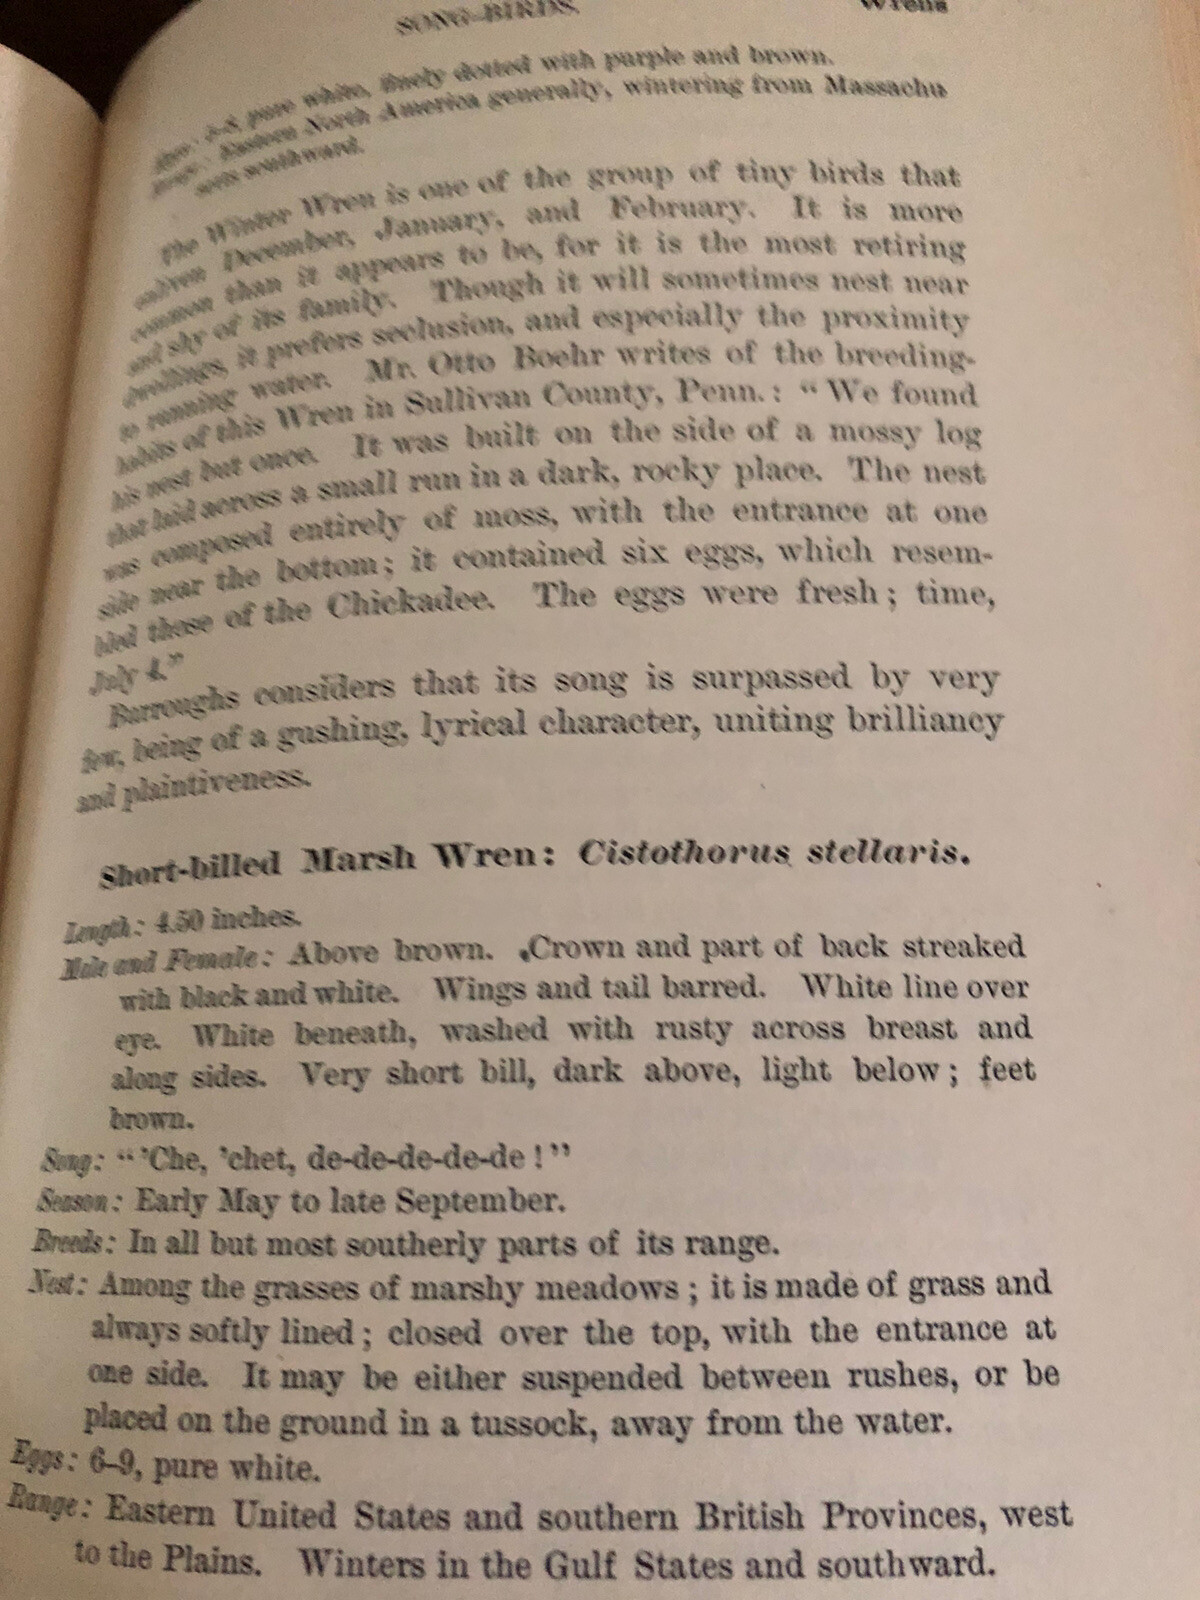 SONG-BIRDS. Wrens
Eggs: 5-8, pure white, finely dotted with purple and brown.
Range: Eastern North America generally, wintering from Massachu
setts southward.
The Winter Wren is one of the group of tiny birds that
enliven December, January, and February. It is more
common than it appears to be, for it is the most retiring
and shy of its family. Though it will sometimes nest near
dwellings, it prefers seclusion, and especially the proximity
to running water. Mr. Otto Boehr writes of the breeding-
habits of this Wren in Sullivan County, Penn.: “We found
his nest but once. It was built on the side of a mossy log
that laid across a small run in a dark, rocky place. The nest
was composed entirely of moss, with the entrance at one
side near the bottom; it contained six eggs, which resem-
bled those of the Chickadee. The eggs were fresh; time,
July 4.”
Burroughs considers that its song is surpassed by very
few, being of a gushing, lyrical character, uniting brilliancy
and plaintiveness.
Short-billed Marsh Wren: Cistothorus stellaris.
Length: 4.50 inches.
Male and Female: Above brown. Crown and part of back streaked
with black and white. Wings and tail barred. White line over
eye. White beneath, washed with rusty across breast and
along sides. Very short bill, dark above, light below; feet
brown.
Song: “’Che, ’chet, de-de-de-de-de!”
Season: Early May to late September.
Breeds: In all but most southerly parts of its range.
Nest: Among the grasses of marshy meadows; it is made of grass and
always softly lined; closed over the top, with the entrance at
one side. It may be either suspended between rushes, or be
placed on the ground in a tussock, away from the water.
Eggs: 6–9, pure white.
Range: Eastern United States and southern British Provinces, west
to the Plains. Winters in the Gulf States and southward.